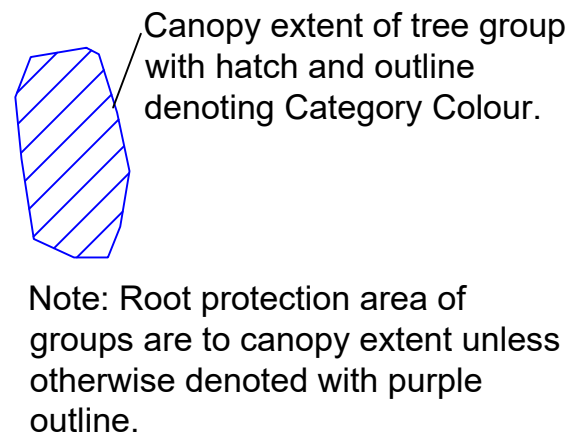 Canopy extent of tree group
with hatch and outline
denoting Category Colour.
Note: Root protection area of
groups are to canopy extent unless
otherwise denoted with purple
outline.